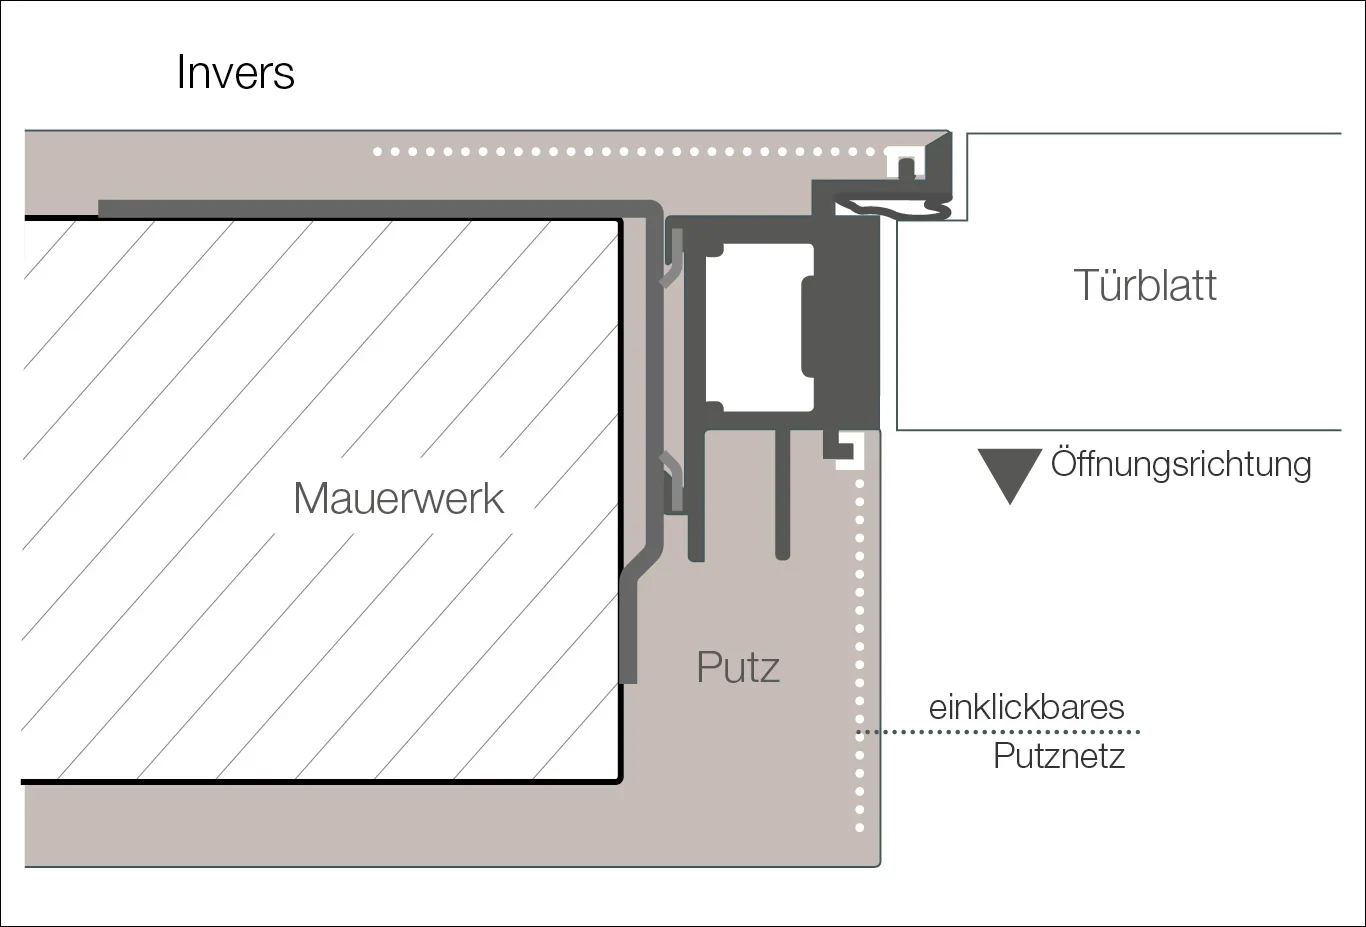 Invers
Türblatt
Öffnungsrichtung
Mauerwerk
Putz
einklickbares
Putznetz